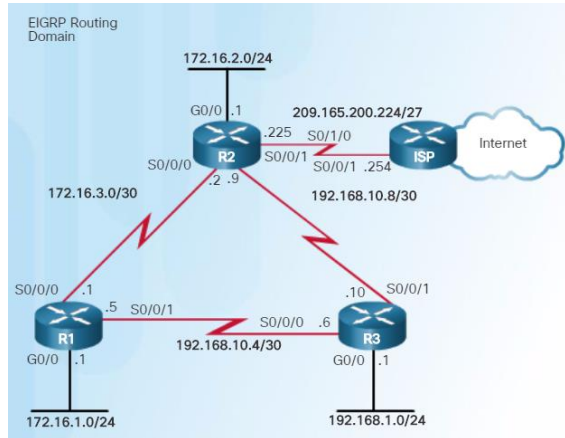 EIGRP Routing
Domain
172.16.2.0/24
G0/0
.1
209.165.200.224/27
.225
S0/1/0
Internet
R2
S0/0/1
S0/0/1
.254
ISP
S0/0/0
.2
.9
192.168.10.8/30
172.16.3.0/30
S0/0/0
.1
.10
S0/0/1
.5
S0/0/1
S0/0/0
.6
R1
R3
192.168.10.4/30
G0/0
.1
G0/0
.1
172.16.1.0/24
192.168.1.0/24